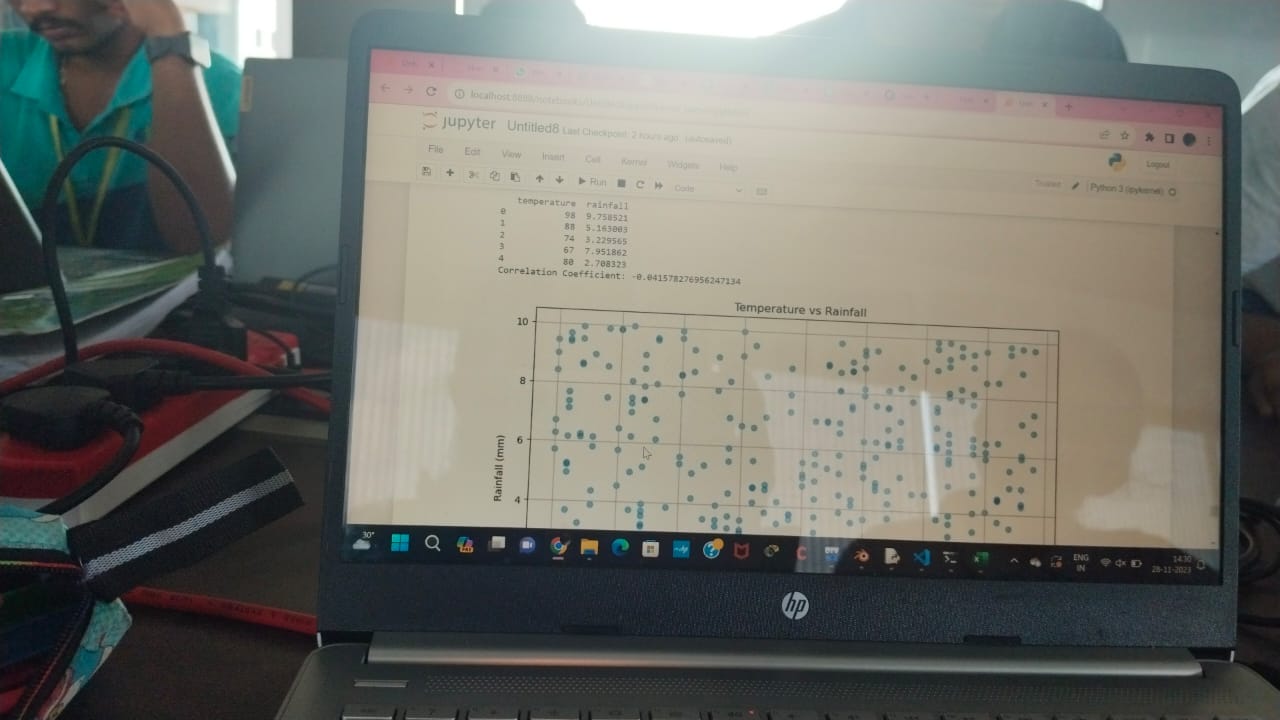 localhost:8888/notebooks/
jupyter Untitled8 Last Checkpoint: 2 hours ago (autosaved)
File Edit View Insert Cell Kernel Widgets Help
Logout
Run Code
Trusted Python 3 (ipykernel)
temperature rainfall
0 98 9.758521
1 88 5.163003
2 74 3.229565
3 67 7.951862
4 80 2.708323
Correlation Coefficient: -0.041578276956247134
Temperature vs Rainfall
10
8
6
4
Rainfall (mm)
30°
ENG
IN
14:30
28-11-2023
hp